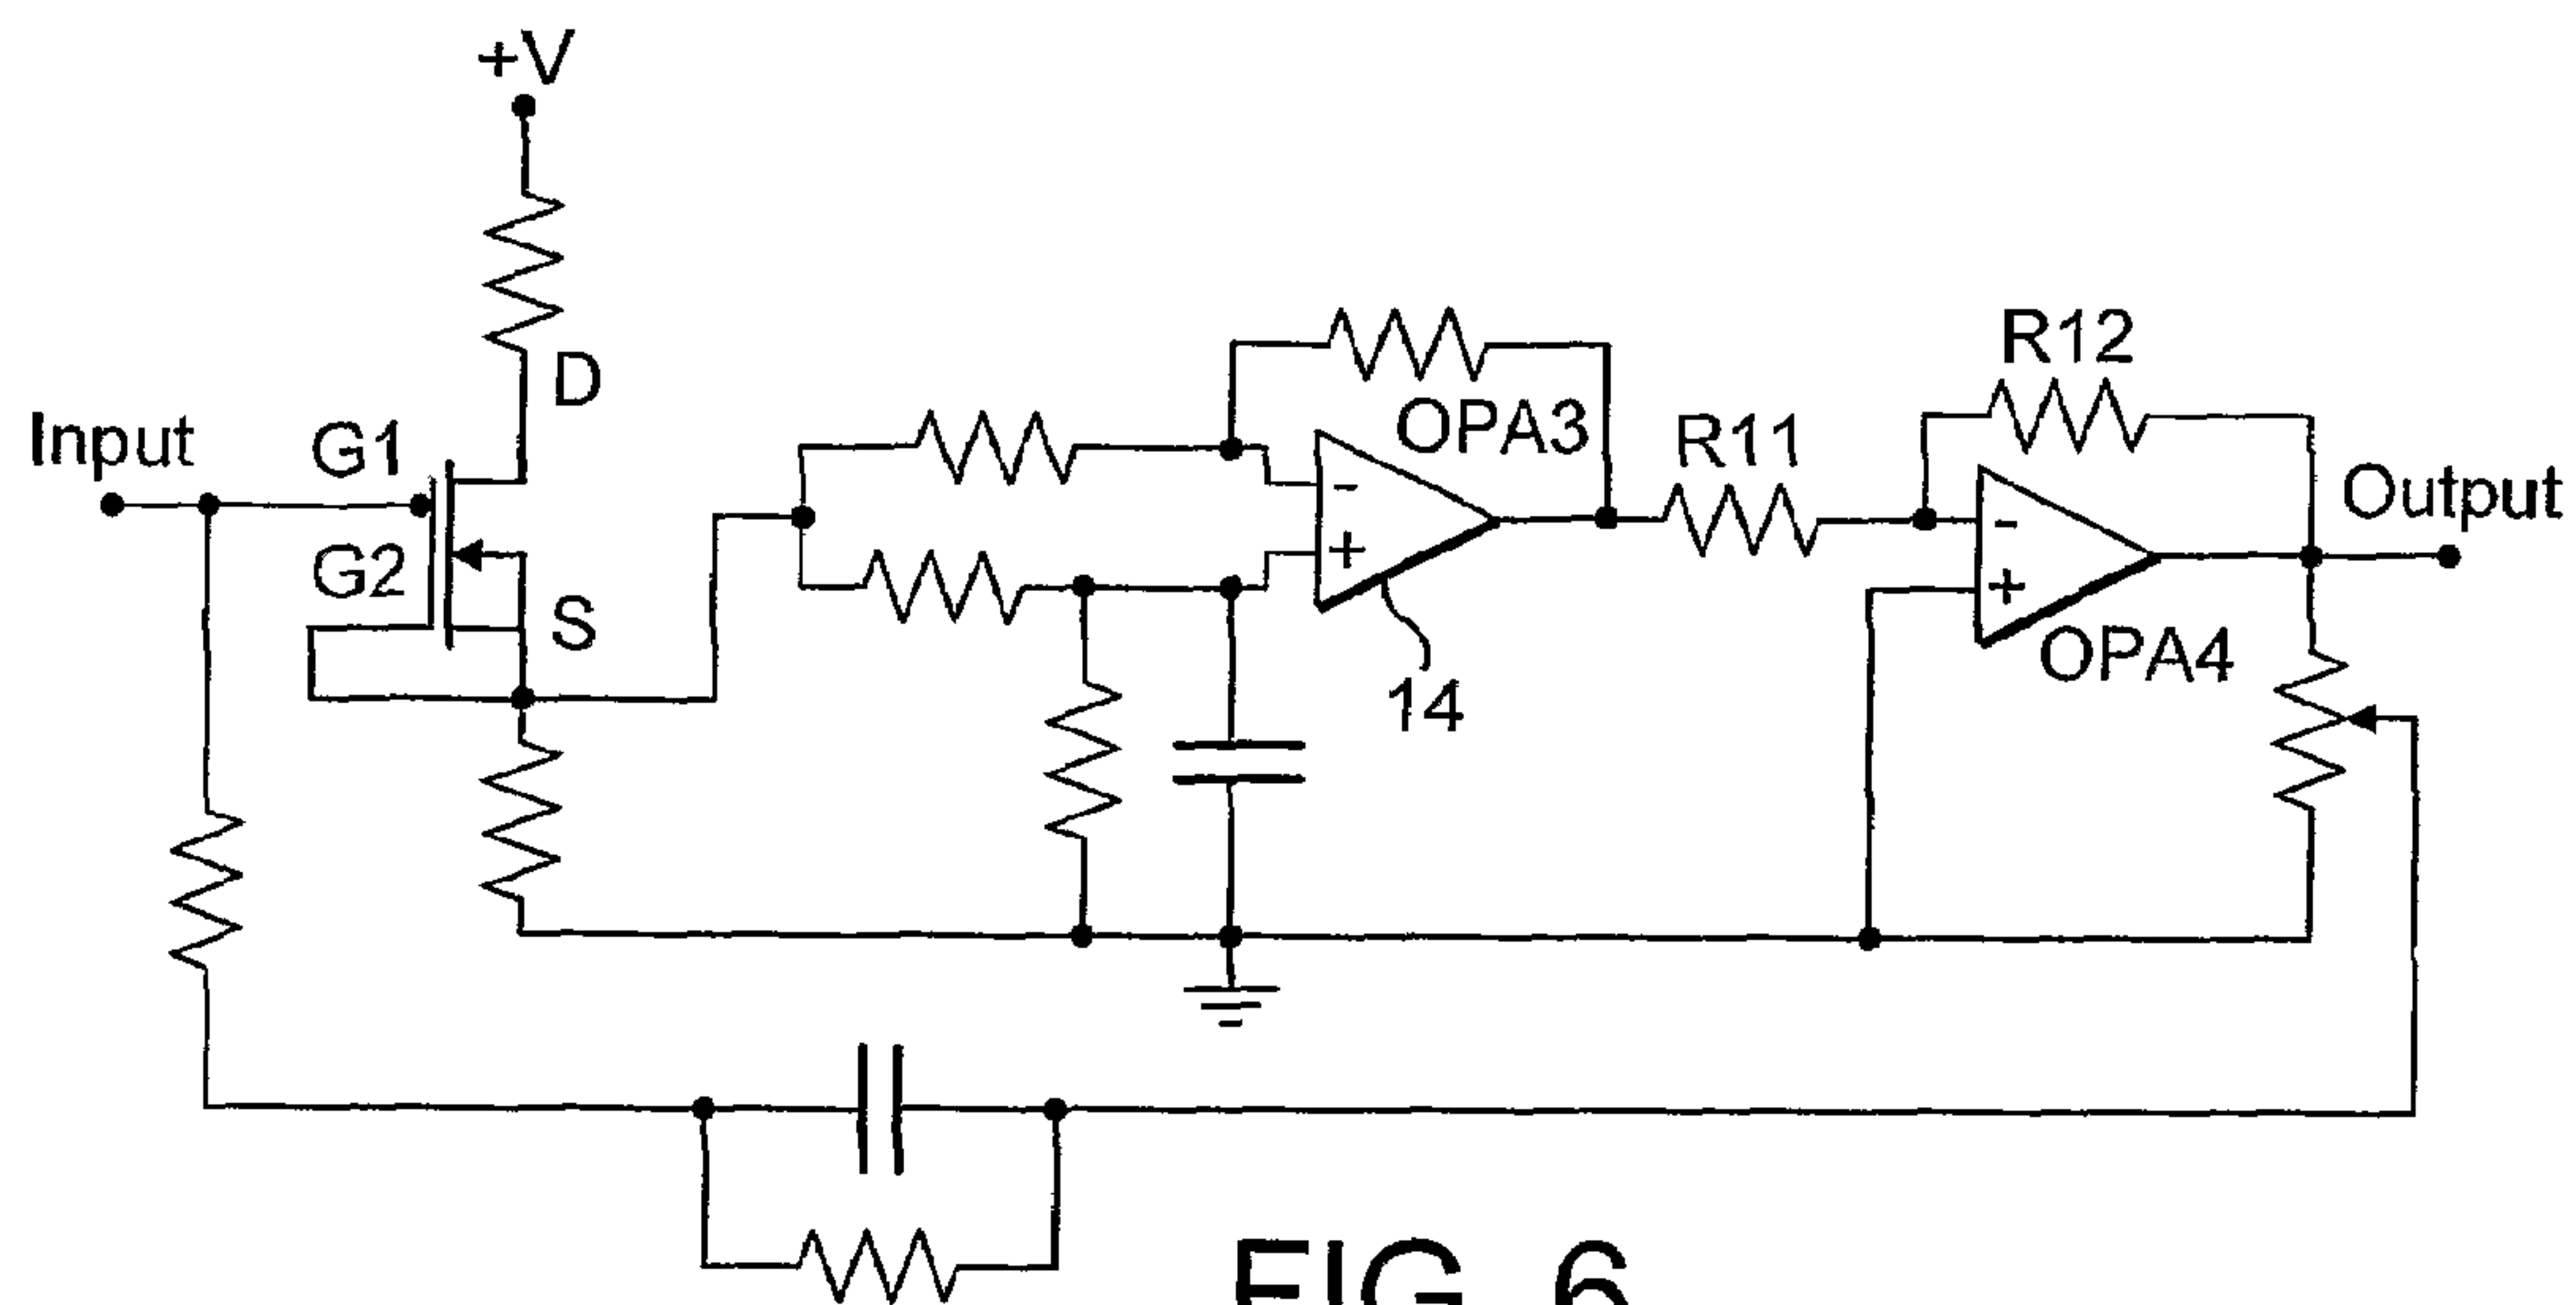 +V
D
Input
G1
G2
S
OPA3
-
+
14
R11
R12
-
+
OPA4
Output
FIG. 6